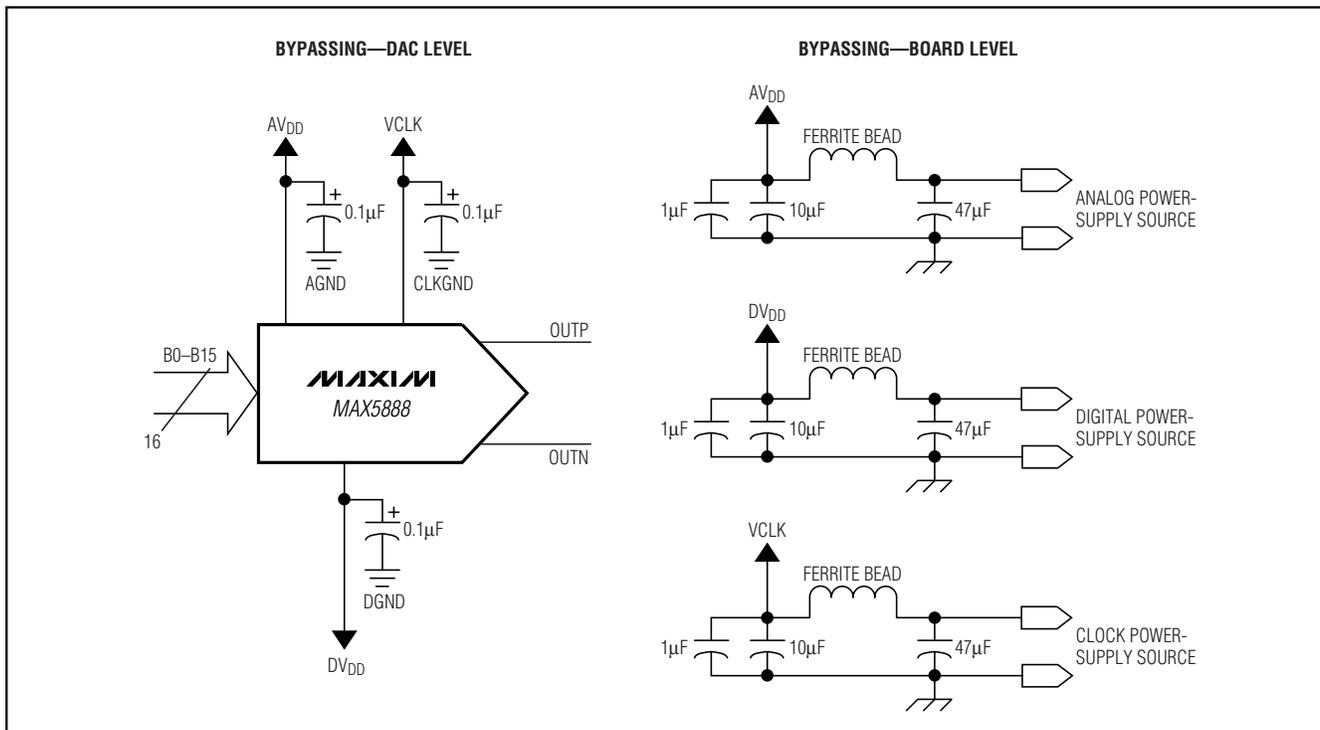 BYPASSING—DAC LEVEL
AVDD
VCLK
+
0.1µF
+
0.1µF
AGND
CLKGND
B0–B15
16
MAXIM
MAX5888
OUTP
OUTN
+
0.1µF
DGND
DVDD
BYPASSING—BOARD LEVEL
AVDD
FERRITE BEAD
1µF
10µF
47µF
ANALOG POWER-
SUPPLY SOURCE
DVDD
FERRITE BEAD
1µF
10µF
47µF
DIGITAL POWER-
SUPPLY SOURCE
VCLK
FERRITE BEAD
1µF
10µF
47µF
CLOCK POWER-
SUPPLY SOURCE